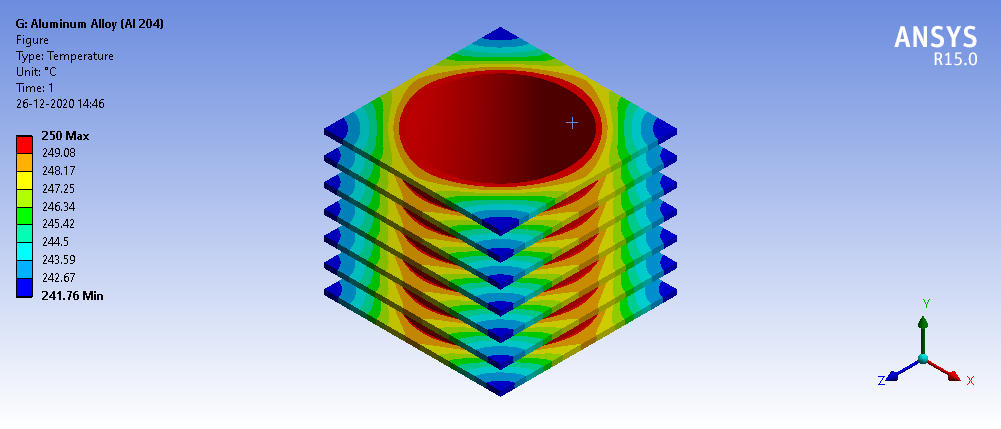 G: Aluminum Alloy (Al 204)
Figure
Type: Temperature
Unit: °C
Time: 1
26-12-2020 14:46
250 Max
249.08
248.17
247.25
246.34
245.42
244.5
243.59
242.67
241.76 Min
ANSYS
R15.0
Y
Z
X